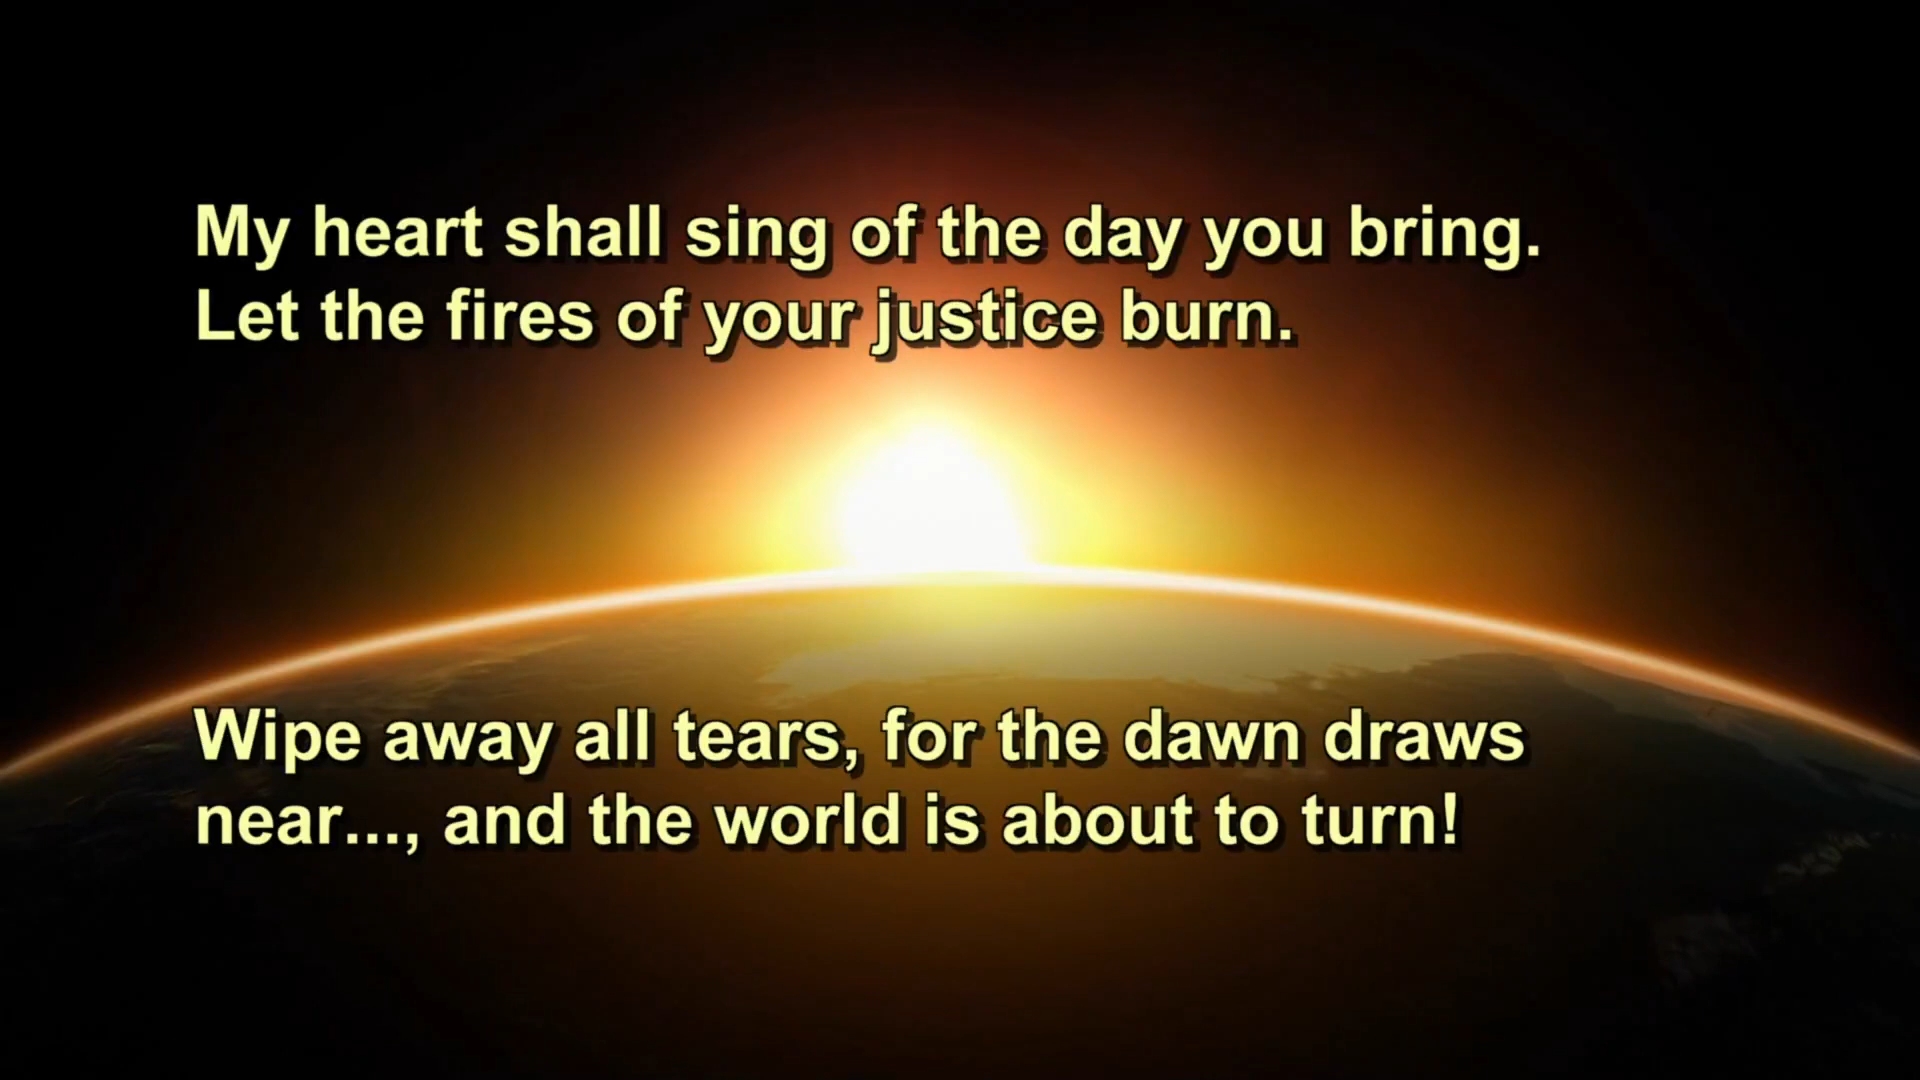 My heart shall sing of the day you bring.
Let the fires of your justice burn.
Wipe away all tears, for the dawn draws
near..., and the world is about to turn!